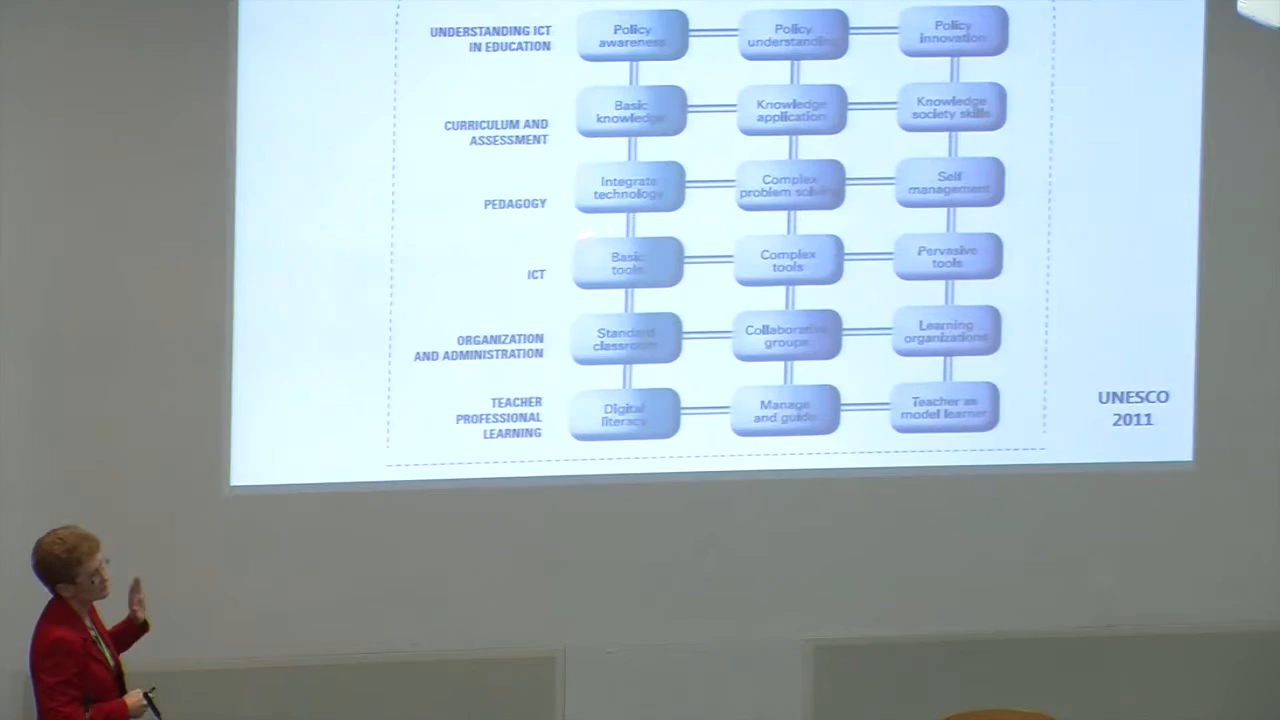 UNDERSTANDING ICT
IN EDUCATION
Policy
awareness
Policy
understanding
Policy
innovation
CURRICULUM AND
ASSESSMENT
Basic
knowledge
Knowledge
application
Knowledge
society skills
PEDAGOGY
Integrate
technology
Complex
problem solving
Self
management
ICT
Basic
tools
Complex
tools
Pervasive
tools
ORGANIZATION
AND ADMINISTRATION
Standard
classroom
Collaborative
groups
Learning
organizations
TEACHER
PROFESSIONAL
LEARNING
Digital
literacy
Manage
and guide
Teacher as
model learner
UNESCO
2011